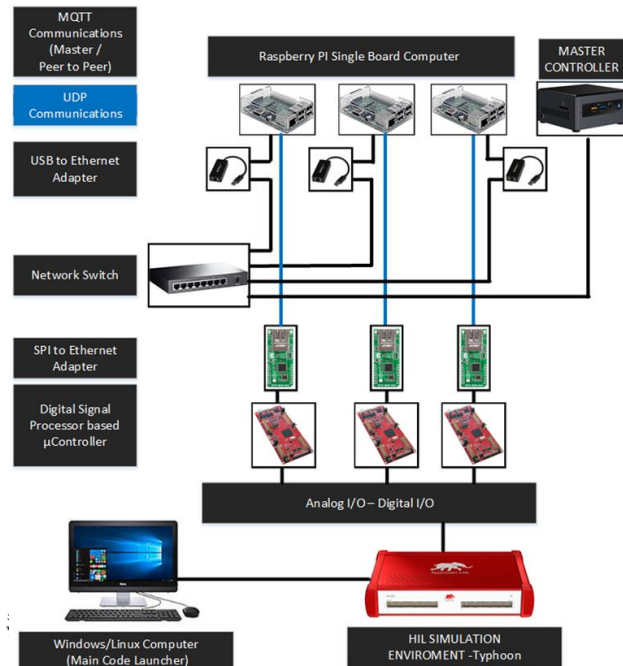 MQTT
Communications
(Master /
Peer to Peer)
Raspberry PI Single Board Computer
MASTER
CONTROLLER
UDP
Communications
USB to Ethernet
Adapter
Network Switch
SPI to Ethernet
Adapter
Digital Signal
Processor based
µController
Analog I/O – Digital I/O
Typhoon HIL
Windows/Linux Computer
(Main Code Launcher)
HIL SIMULATION
ENVIROMENT -Typhoon